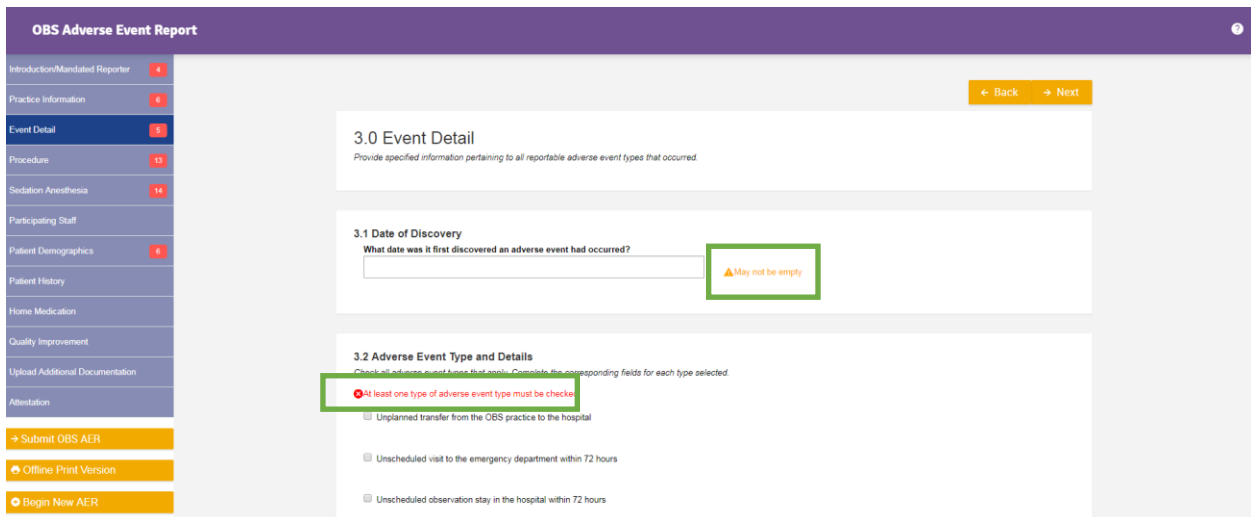 OBS Adverse Event Report
Introduction/Mandated Reporter 4
Practice Information 6
Event Detail 5
Procedure 13
Sedation Anesthesia 14
Participating Staff
Patient Demographics 6
Patient History
Home Medication
Quality Improvement
Upload Additional Documentation
Attestation
Submit OBS AER
Offline Print Version
Begin New AER
Back Next
3.0 Event Detail
Provide specified information pertaining to all reportable adverse event types that occurred.
3.1 Date of Discovery
What date was it first discovered an adverse event had occurred?
May not be empty
3.2 Adverse Event Type and Details
Check all adverse event types that apply. Complete the corresponding fields for each type selected.
At least one type of adverse event type must be checked
Unplanned transfer from the OBS practice to the hospital
Unscheduled visit to the emergency department within 72 hours
Unscheduled observation stay in the hospital within 72 hours